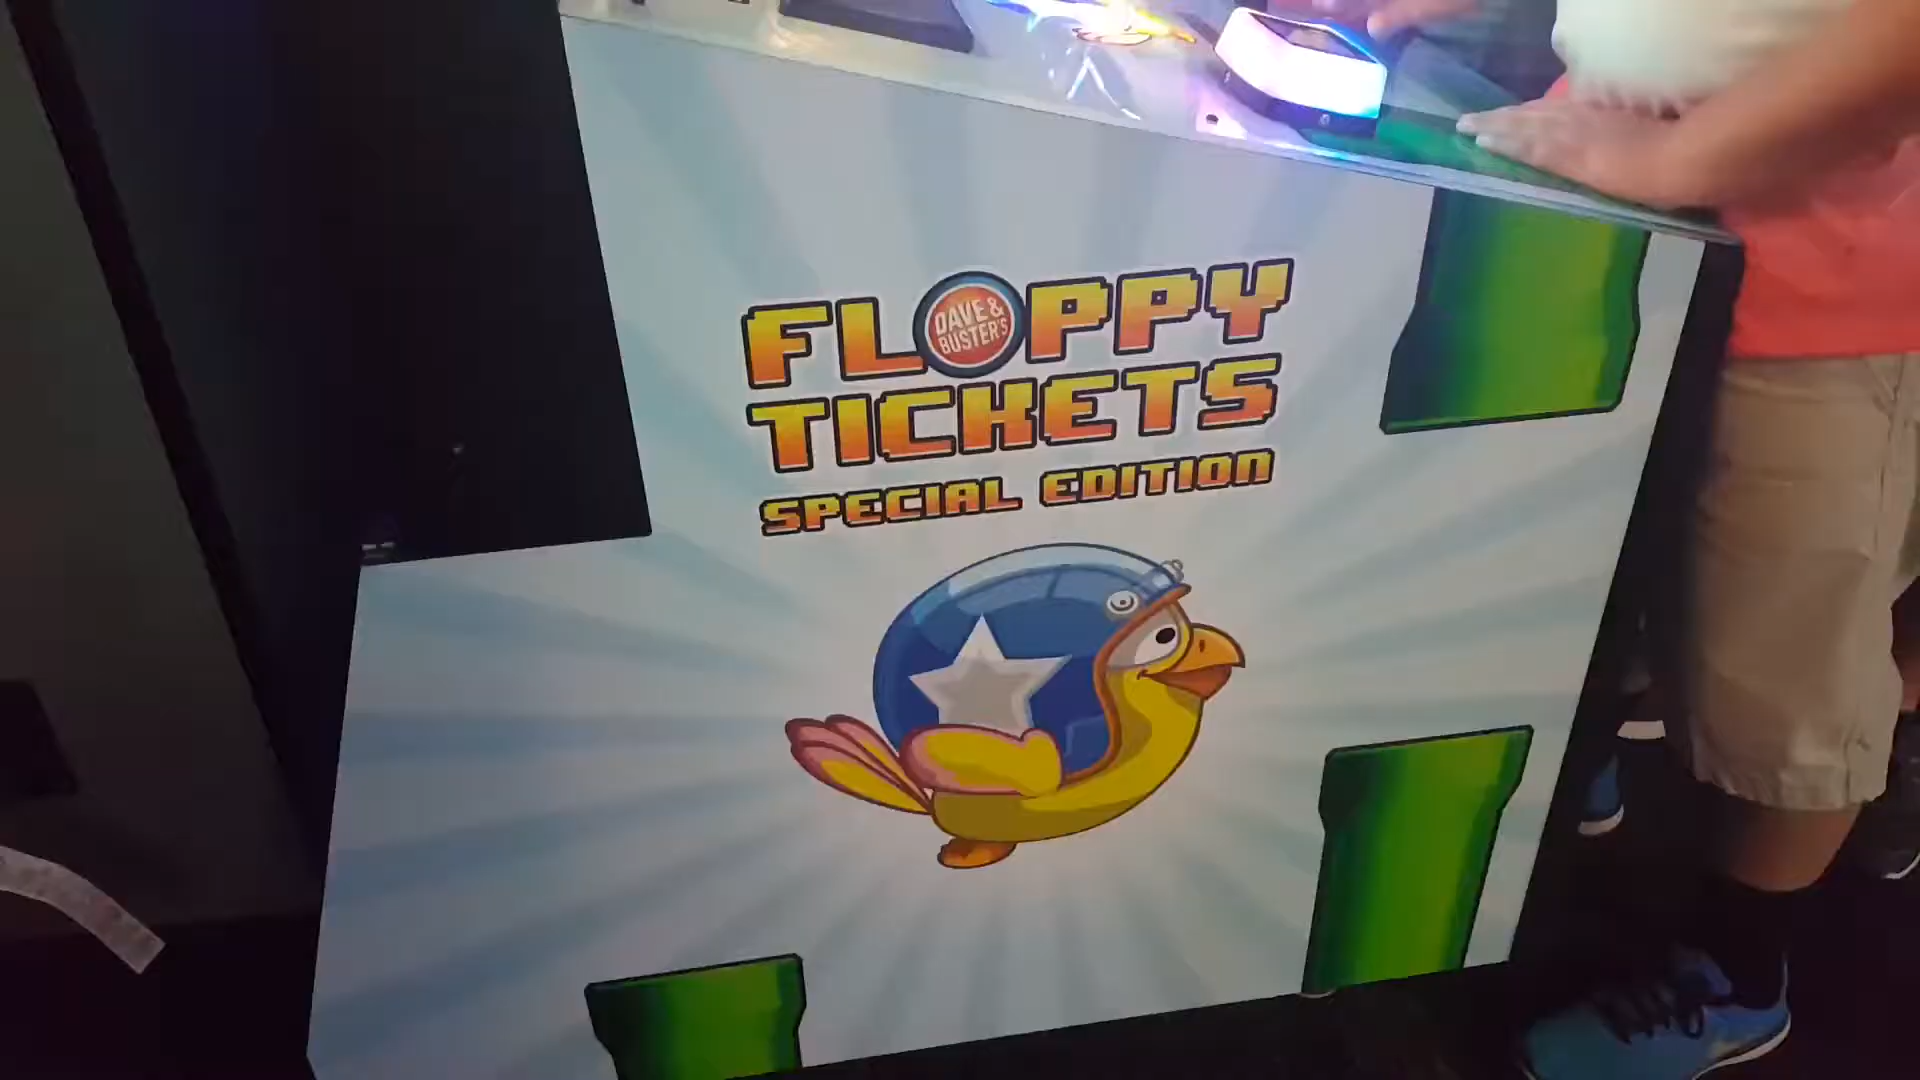 FLOPPY
DAVE &
BUSTER'S
TICKETS
SPECIAL EDITION